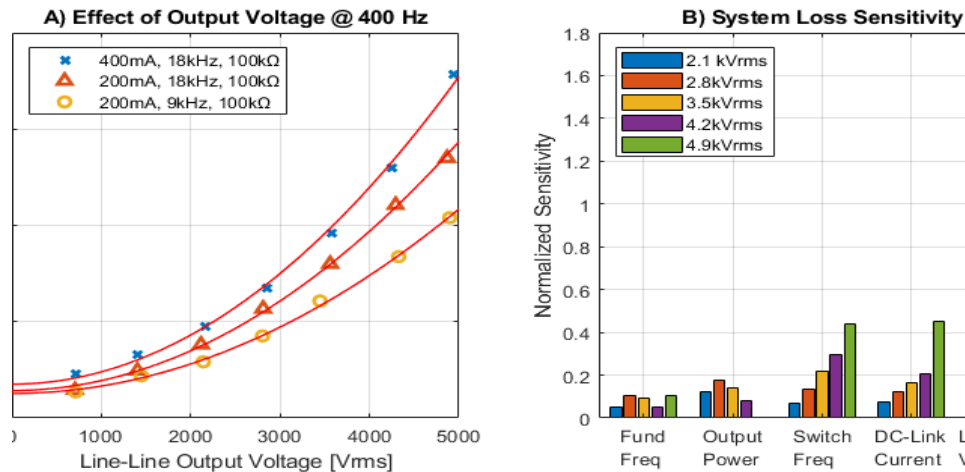 A) Effect of Output Voltage @ 400 Hz
400mA, 18kHz, 100kΩ
200mA, 18kHz, 100kΩ
200mA, 9kHz, 100kΩ
0 1000 2000 3000 4000 5000
Line-Line Output Voltage [Vrms]
B) System Loss Sensitivity
1.8
1.6
1.4
1.2
1
0.8
0.6
0.4
0.2
0
Normalized Sensitivity
2.1 kVrms
2.8kVrms
3.5kVrms
4.2kVrms
4.9kVrms
Fund Output Switch DC-Link L
Freq Power Freq Current V